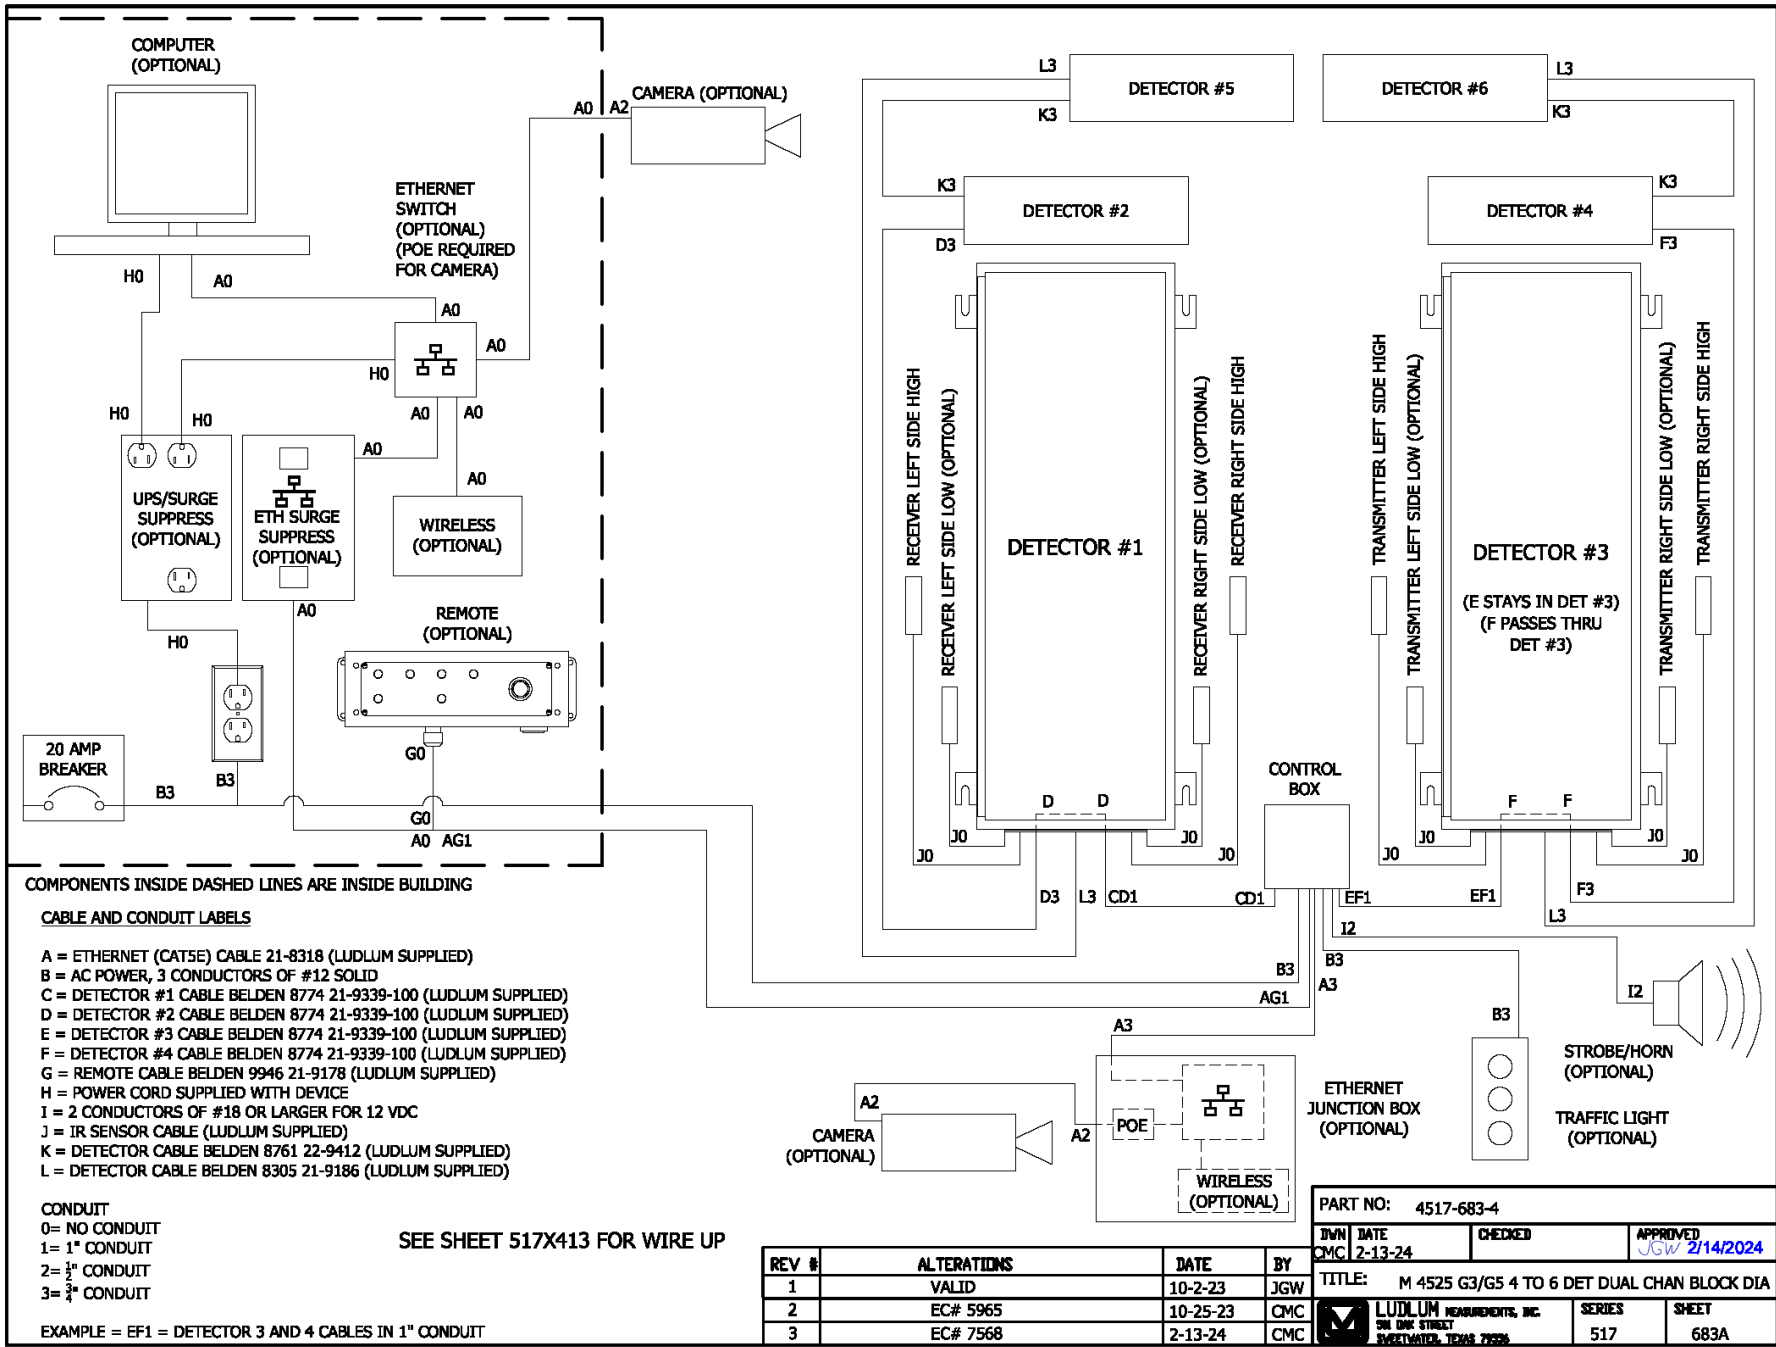 COMPUTER
(OPTIONAL)
H0
A0
A0
ETHERNET
SWITCH
(OPTIONAL)
(POE REQUIRED
FOR CAMERA)
A0
A2
CAMERA (OPTIONAL)
A0
H0
A0
A0
H0
H0
A0
A0
UPS/SURGE
SUPPRESS
(OPTIONAL)
ETH SURGE
SUPPRESS
(OPTIONAL)
WIRELESS
(OPTIONAL)
A0
H0
REMOTE
(OPTIONAL)
G0
20 AMP
BREAKER
B3
B3
G0
A0
AG1
L3
DETECTOR #5
K3
K3
DETECTOR #2
D3
DETECTOR #6
L3
K3
K3
DETECTOR #4
F3
RECEIVER LEFT SIDE HIGH
RECEIVER LEFT SIDE LOW (OPTIONAL)
DETECTOR #1
RECEIVER RIGHT SIDE LOW (OPTIONAL)
RECEIVER RIGHT SIDE HIGH
TRANSMITTER LEFT SIDE HIGH
TRANSMITTER LEFT SIDE LOW (OPTIONAL)
DETECTOR #3
(E STAYS IN DET #3)
(F PASSES THRU
DET #3)
TRANSMITTER RIGHT SIDE LOW (OPTIONAL)
TRANSMITTER RIGHT SIDE HIGH
CONTROL
BOX
D D
F F
J0
J0
J0
J0
J0
J0
J0
J0
D3
L3
CD1
CD1
EF1
EF1
F3
L3
I2
B3
AG1
B3
A3
A3
I2
B3
STROBE/HORN
(OPTIONAL)
TRAFFIC LIGHT
(OPTIONAL)
ETHERNET
JUNCTION BOX
(OPTIONAL)
A2
CAMERA
(OPTIONAL)
A2
POE
WIRELESS
(OPTIONAL)
COMPONENTS INSIDE DASHED LINES ARE INSIDE BUILDING
CABLE AND CONDUIT LABELS
A = ETHERNET (CAT5E) CABLE 21-8318 (LUDLUM SUPPLIED)
B = AC POWER, 3 CONDUCTORS OF #12 SOLID
C = DETECTOR #1 CABLE BELDEN 8774 21-9339-100 (LUDLUM SUPPLIED)
D = DETECTOR #2 CABLE BELDEN 8774 21-9339-100 (LUDLUM SUPPLIED)
E = DETECTOR #3 CABLE BELDEN 8774 21-9339-100 (LUDLUM SUPPLIED)
F = DETECTOR #4 CABLE BELDEN 8774 21-9339-100 (LUDLUM SUPPLIED)
G = REMOTE CABLE BELDEN 9946 21-9178 (LUDLUM SUPPLIED)
H = POWER CORD SUPPLIED WITH DEVICE
I = 2 CONDUCTORS OF #18 OR LARGER FOR 12 VDC
J = IR SENSOR CABLE (LUDLUM SUPPLIED)
K = DETECTOR CABLE BELDEN 8761 22-9412 (LUDLUM SUPPLIED)
L = DETECTOR CABLE BELDEN 8305 21-9186 (LUDLUM SUPPLIED)
CONDUIT
0= NO CONDUIT
1= 1" CONDUIT
2= ½" CONDUIT
3= ¾" CONDUIT
EXAMPLE = EF1 = DETECTOR 3 AND 4 CABLES IN 1" CONDUIT
SEE SHEET 517X413 FOR WIRE UP
REV # ALTERATIONS DATE BY
1 VALID 10-2-23 JGW
2 EC# 5965 10-25-23 CMC
3 EC# 7568 2-13-24 CMC
PART NO: 4517-683-4
DWN DATE CHECKED APPROVED
CMC 2-13-24 JGW 2/14/2024
TITLE: M 4525 G3/G5 4 TO 6 DET DUAL CHAN BLOCK DIA
LUDLUM MEASUREMENTS, INC.
501 OAK STREET
SWEETWATER, TEXAS 79556
SERIES SHEET
517 683A